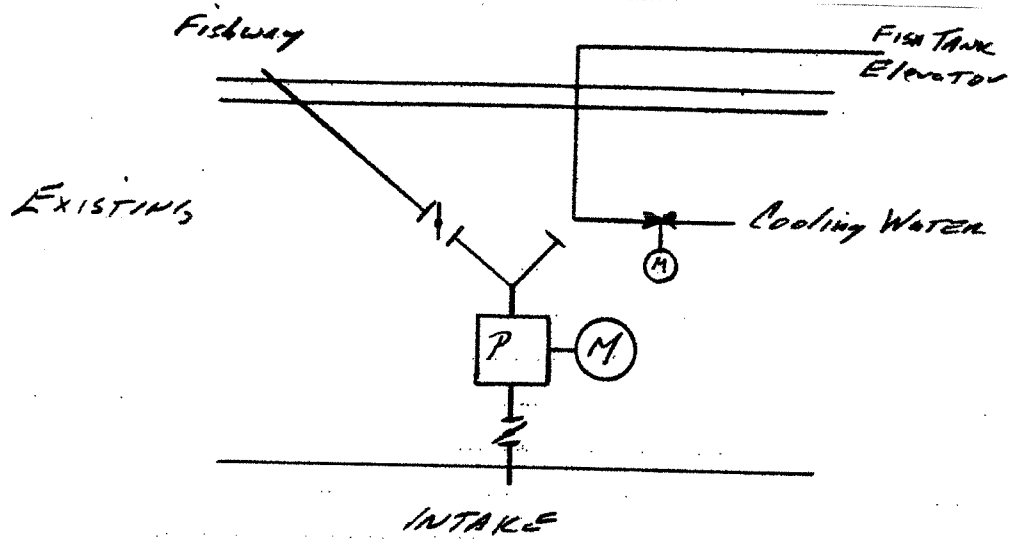 Fishway
FISH TANK
Elevator
EXISTING
Cooling WATER
M
P
M
INTAKE